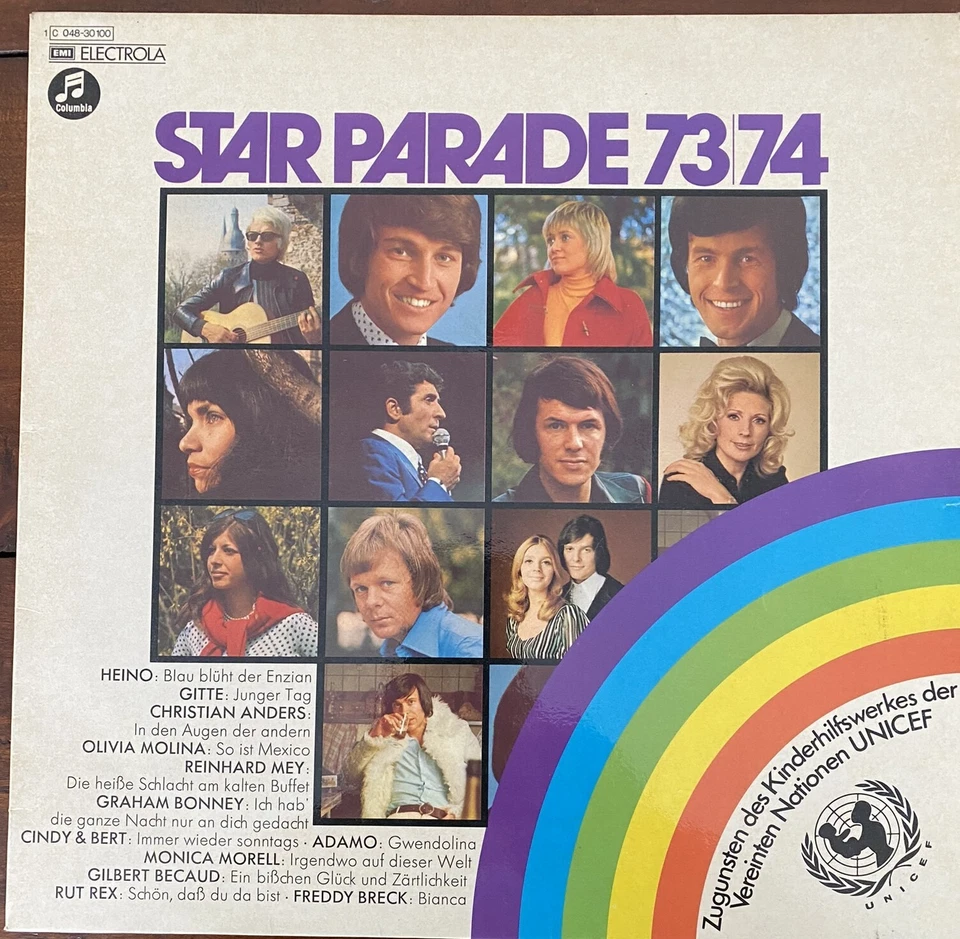 1 C 048-30100
EMI ELECTROLA
Columbia
STAR PARADE 73|74
HEINO: Blau blüht der Enzian
GITTE: Junger Tag
CHRISTIAN ANDERS:
In den Augen der andern
OLIVIA MOLINA: So ist Mexico
REINHARD MEY:
Die heiße Schlacht am kalten Buffet
GRAHAM BONNEY: Ich hab'
die ganze Nacht nur an dich gedacht
CINDY & BERT: Immer wieder sonntags · ADAMO: Gwendolina
MONICA MORELL: Irgendwo auf dieser Welt
GILBERT BECAUD: Ein bißchen Glück und Zärtlichkeit
RUT REX: Schön, daß du da bist · FREDDY BRECK: Bianca
Zugunsten des Kinderhilfswerkes der
Vereinten Nationen UNICEF
UNICEF